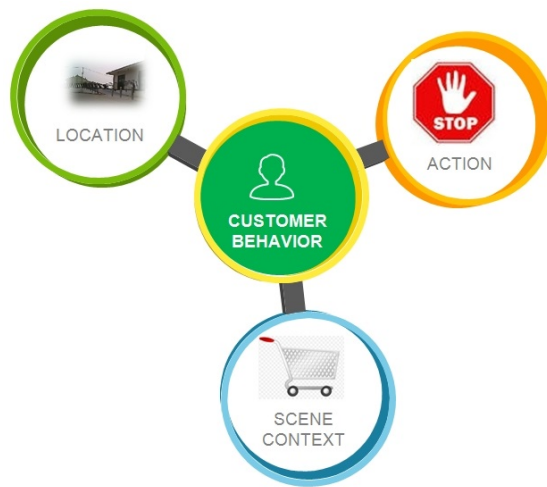 LOCATION
STOP
ACTION
CUSTOMER
BEHAVIOR
SCENE
CONTEXT